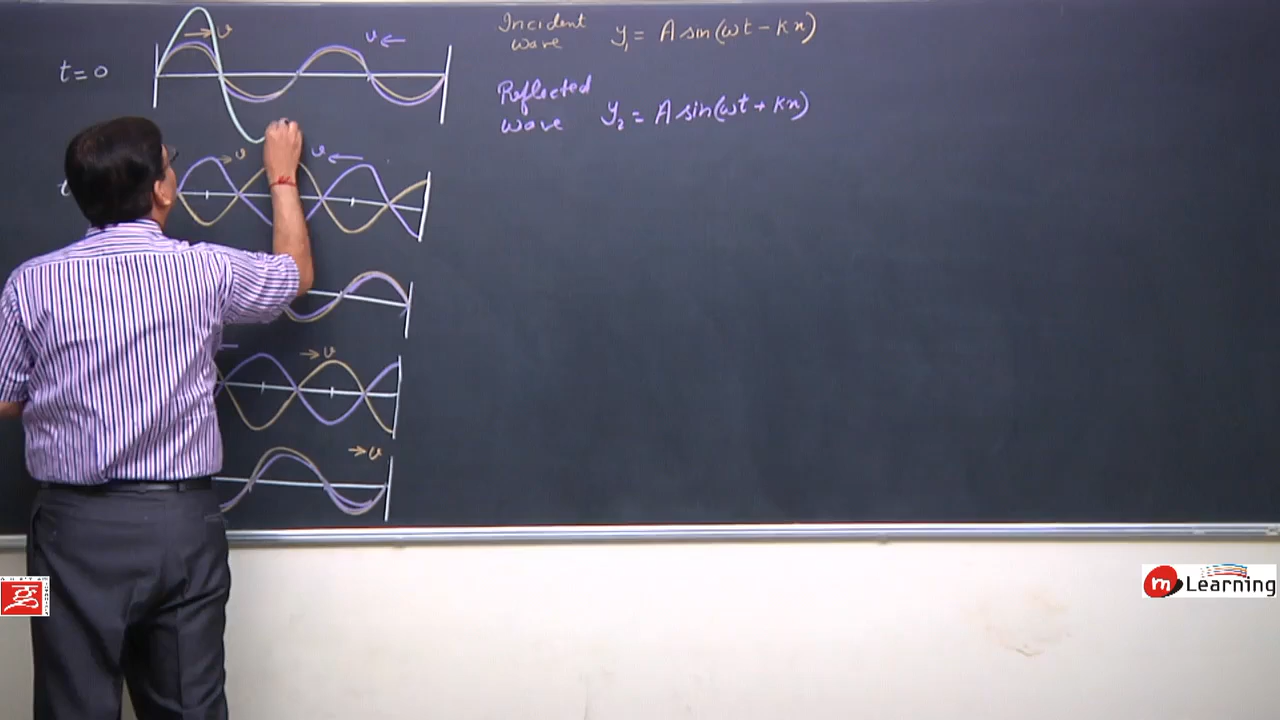 t = 0
→ v
v ←
Incident
wave y₁ = A sin(ωt − kx)
Reflected
wave y₂ = A sin(ωt + kx)
t
→ v
v ←
→ v
→ v
m Learning